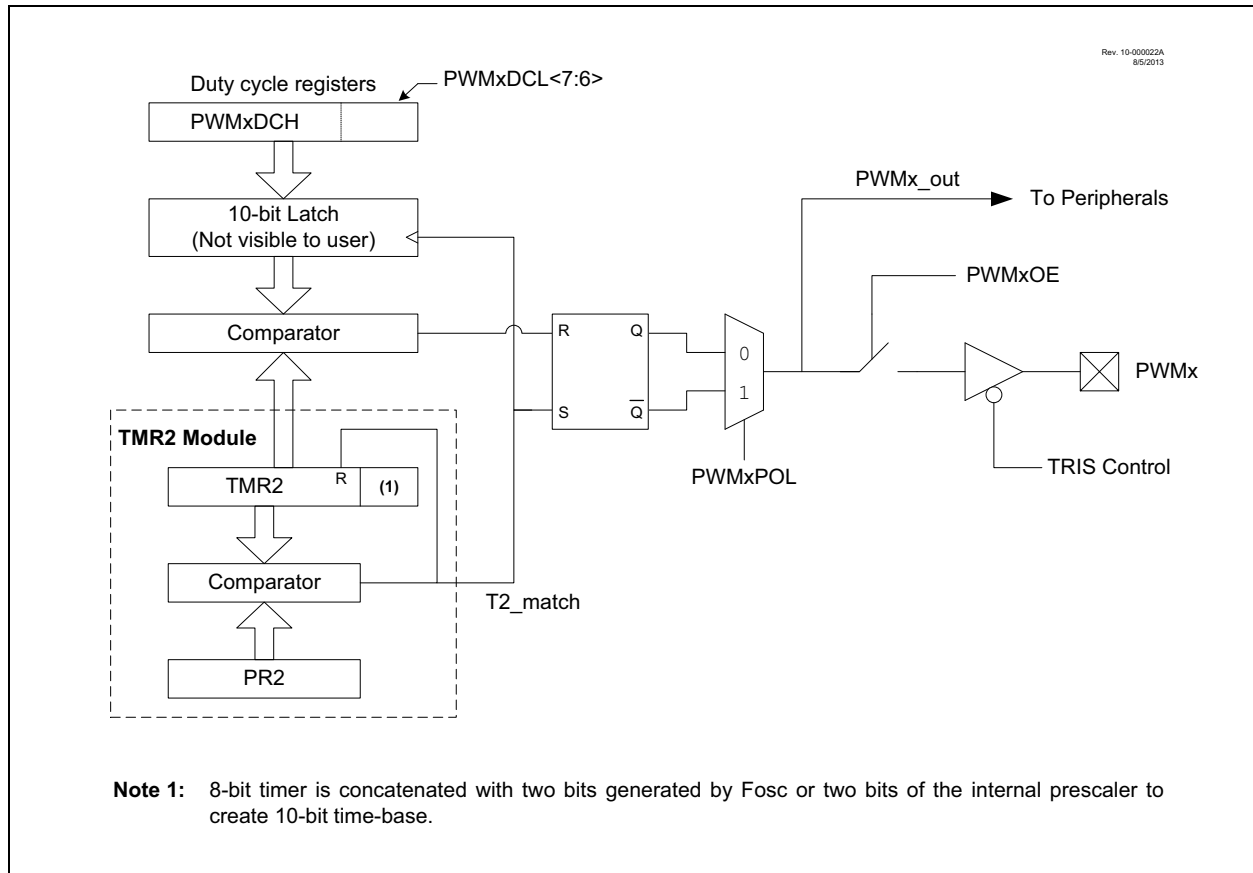 Rev. 10-000022A
8/5/2013
Duty cycle registers
PWMxDCL<7:6>
PWMxDCH
10-bit Latch
(Not visible to user)
Comparator
PWMx_out
To Peripherals
PWMxOE
R
Q
S
Q̅
0
1
PWMxPOL
PWMx
TRIS Control
TMR2 Module
R
TMR2
(1)
Comparator
T2_match
PR2
Note 1: 8-bit timer is concatenated with two bits generated by Fosc or two bits of the internal prescaler to
create 10-bit time-base.